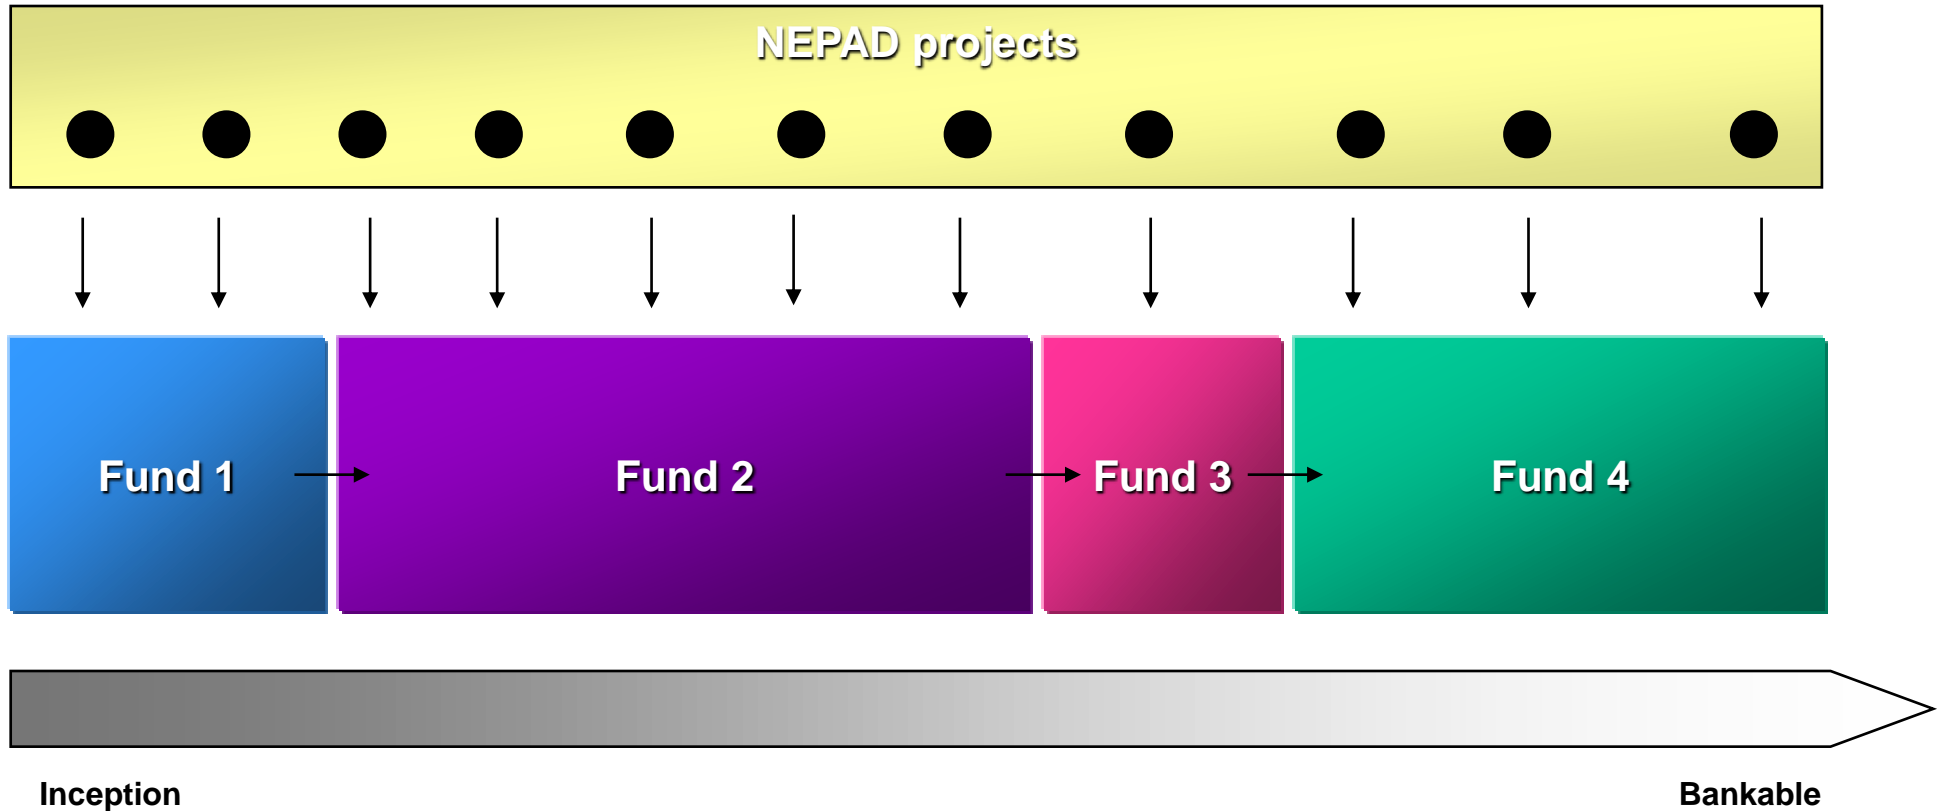 NEPAD projects
Fund 1
Fund 2
Fund 3
Fund 4
Inception
Bankable